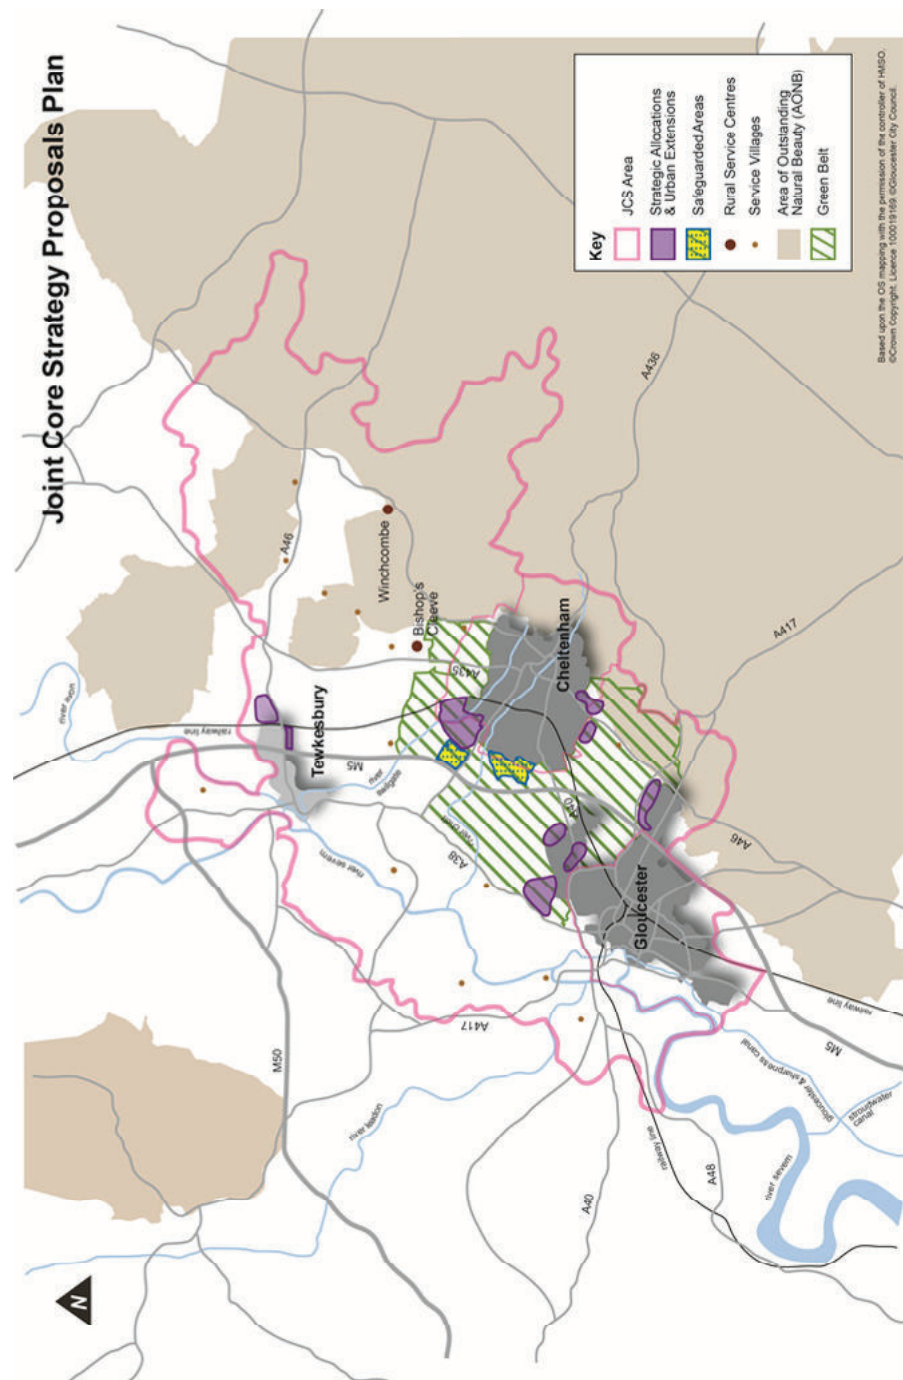 Joint Core Strategy Proposals Plan
N
Key
JCS Area
Strategic Allocations
& Urban Extensions
Safeguarded Areas
Rural Service Centres
Service Villages
Area of Outstanding
Natural Beauty (AONB)
Green Belt
Based upon the OS mapping with the permission of the controller of HMSO.
©Crown Copyright. Licence 100019169. ©Gloucester City Council.
river avon
railway line
Tewkesbury
M5
river
swilgate
A46
Winchcombe
Bishop's
Cleeve
A435
Cheltenham
A436
A417
M50
river severn
A38
river chelt
A40
A46
Gloucester
A417
river leadon
A40
railway line
A48
river severn
gloucester & sharpness canal
stroudwater
canal
M5
railway line